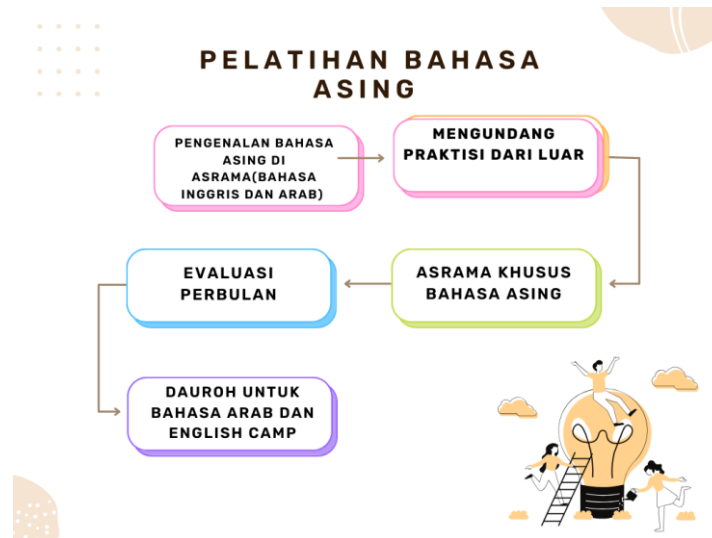 PELATIHAN BAHASA
ASING
PENGENALAN BAHASA
ASING DI
ASRAMA(BAHASA
INGGRIS DAN ARAB)
MENGUNDANG
PRAKTISI DARI LUAR
ASRAMA KHUSUS
BAHASA ASING
EVALUASI
PERBULAN
DAUROH UNTUK
BAHASA ARAB DAN
ENGLISH CAMP